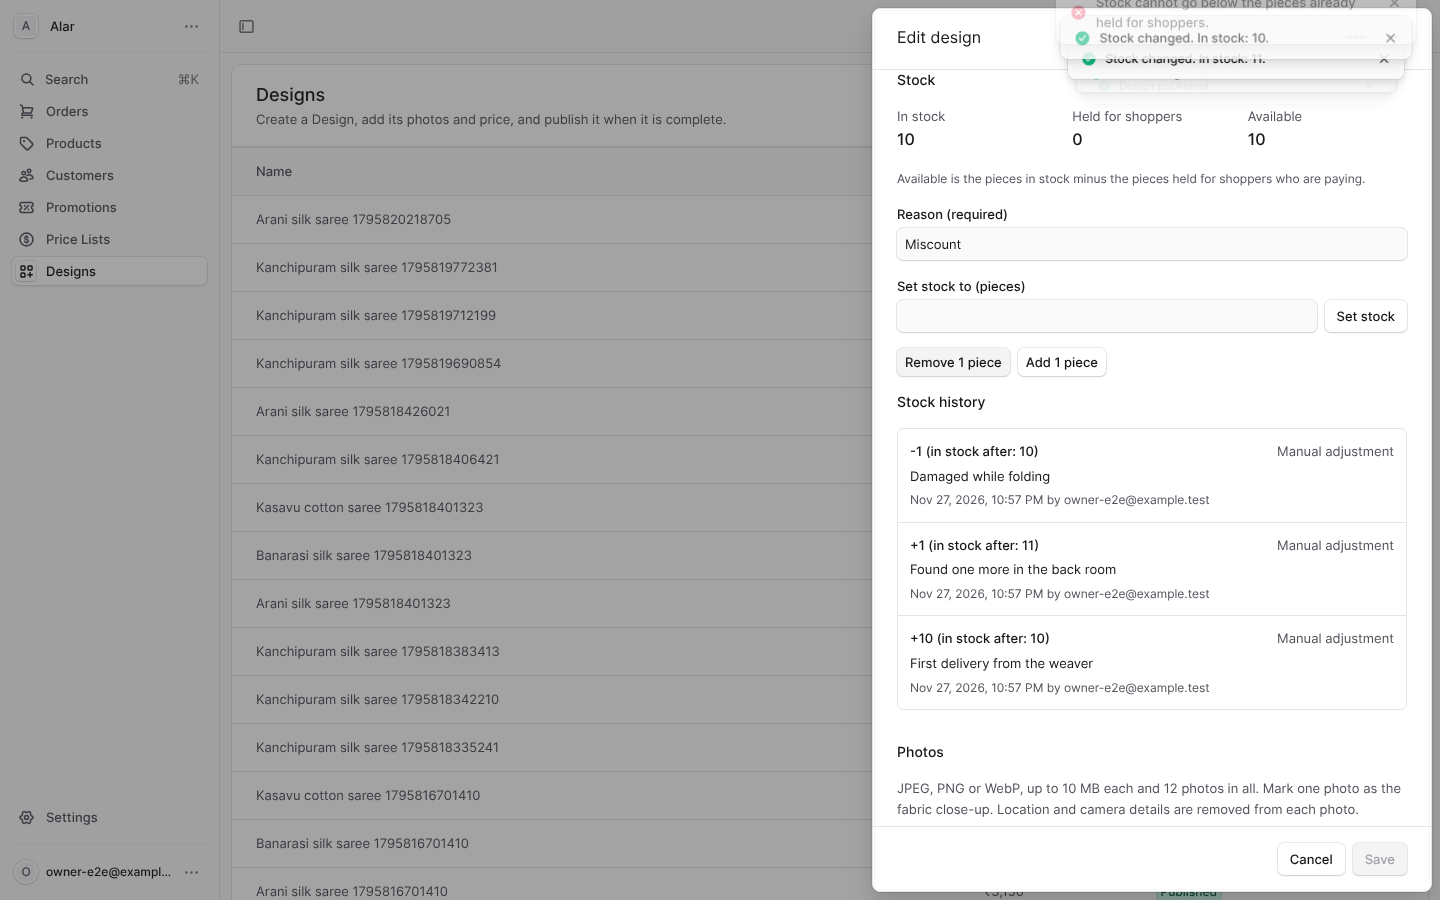 A
Alar
Search
⌘K
Orders
Products
Customers
Promotions
Price Lists
Designs
Settings
O
owner-e2e@exampl...
Designs
Create a Design, add its photos and price, and publish it when it is complete.
Name
Arani silk saree 1795820218705
Kanchipuram silk saree 1795819772381
Kanchipuram silk saree 1795819712199
Kanchipuram silk saree 1795819690854
Arani silk saree 1795818426021
Kanchipuram silk saree 1795818406421
Kasavu cotton saree 1795818401323
Banarasi silk saree 1795818401323
Arani silk saree 1795818401323
Kanchipuram silk saree 1795818383413
Kanchipuram silk saree 1795818342210
Kanchipuram silk saree 1795818335241
Kasavu cotton saree 1795816701410
Banarasi silk saree 1795816701410
Arani silk saree 1795816701410
Published
Edit design
Stock cannot go below the pieces already
held for shoppers.
Stock changed. In stock: 10.
Stock changed. In stock: 11.
Design published.
Stock
In stock
Held for shoppers
Available
10
0
10
Available is the pieces in stock minus the pieces held for shoppers who are paying.
Reason (required)
Miscount
Set stock to (pieces)
Set stock
Remove 1 piece
Add 1 piece
Stock history
-1 (in stock after: 10)
Manual adjustment
Damaged while folding
Nov 27, 2026, 10:57 PM by owner-e2e@example.test
+1 (in stock after: 11)
Manual adjustment
Found one more in the back room
Nov 27, 2026, 10:57 PM by owner-e2e@example.test
+10 (in stock after: 10)
Manual adjustment
First delivery from the weaver
Nov 27, 2026, 10:57 PM by owner-e2e@example.test
Photos
JPEG, PNG or WebP, up to 10 MB each and 12 photos in all. Mark one photo as the
fabric close-up. Location and camera details are removed from each photo.
Cancel
Save